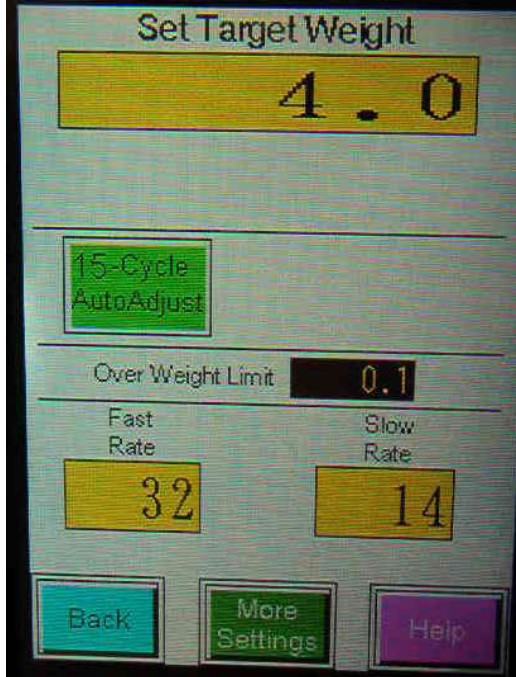 Set Target Weight
4.0
15-Cycle
AutoAdjust
Over Weight Limit 0.1
Fast
Rate
Slow
Rate
32
14
Back
More
Settings
Help